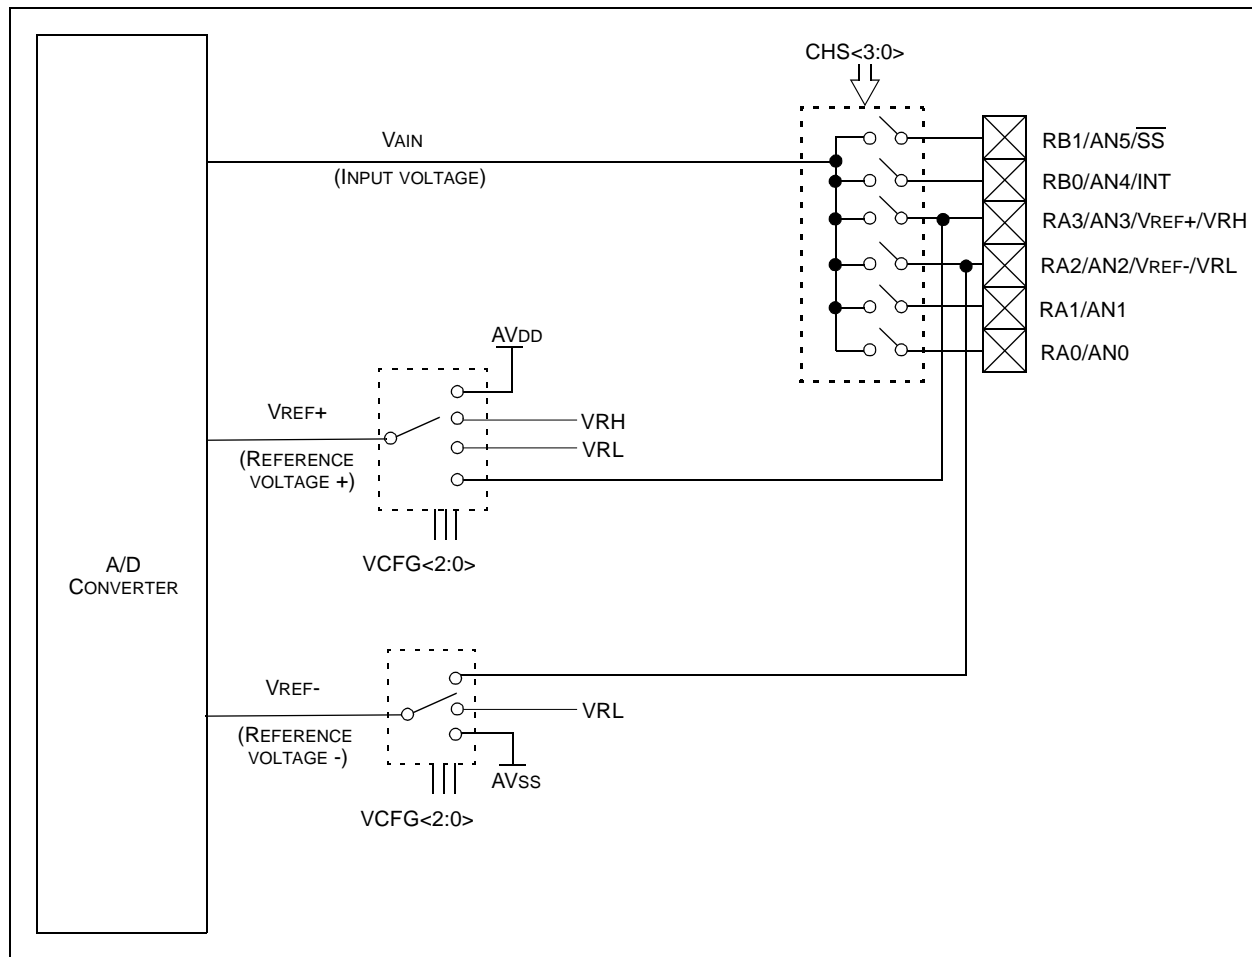 CHS<3:0>
VAIN
(INPUT VOLTAGE)
RB1/AN5/S̅S̅
RB0/AN4/INT
RA3/AN3/VREF+/VRH
RA2/AN2/VREF-/VRL
RA1/AN1
RA0/AN0
AVDD
VREF+
(REFERENCE
VOLTAGE +)
VRH
VRL
VCFG<2:0>
A/D
CONVERTER
VREF-
(REFERENCE
VOLTAGE -)
VRL
AVSS
VCFG<2:0>